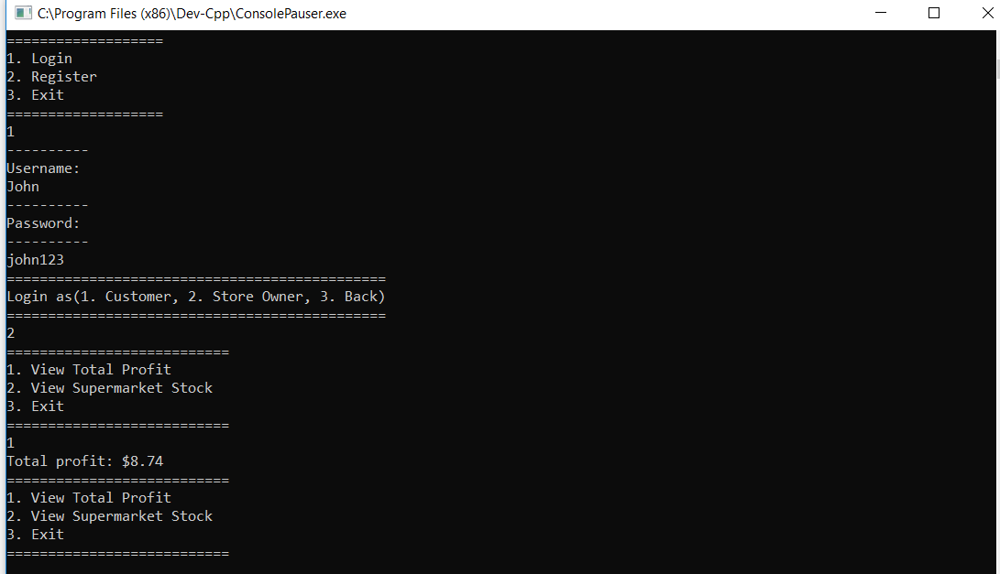 C:\Program Files (x86)\Dev-Cpp\ConsolePauser.exe
===================
1. Login
2. Register
3. Exit
===================
1
----------
Username:
John
----------
Password:
----------
john123
==============================================
Login as(1. Customer, 2. Store Owner, 3. Back)
==============================================
2
===========================
1. View Total Profit
2. View Supermarket Stock
3. Exit
===========================
1
Total profit: $8.74
===========================
1. View Total Profit
2. View Supermarket Stock
3. Exit
===========================